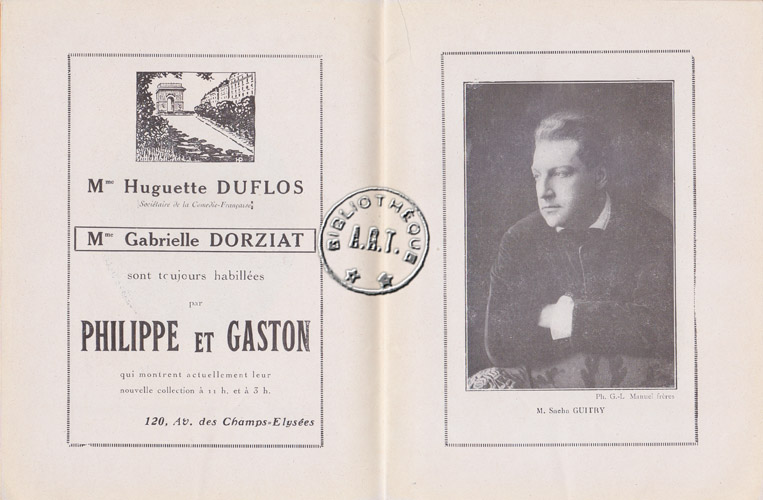 Mme Huguette DUFLOS
(Sociétaire de la Comédie-Française)
Mme Gabrielle DORZIAT
sont toujours habillées
par
PHILIPPE ET GASTON
qui montrent actuellement leur
nouvelle collection à 11 h. et à 3 h.
120, Av. des Champs-Elysées
BIBLIOTHÈQUE
A.R.T.
Ph. G.-L. Manuel frères
M. Sacha GUITRY